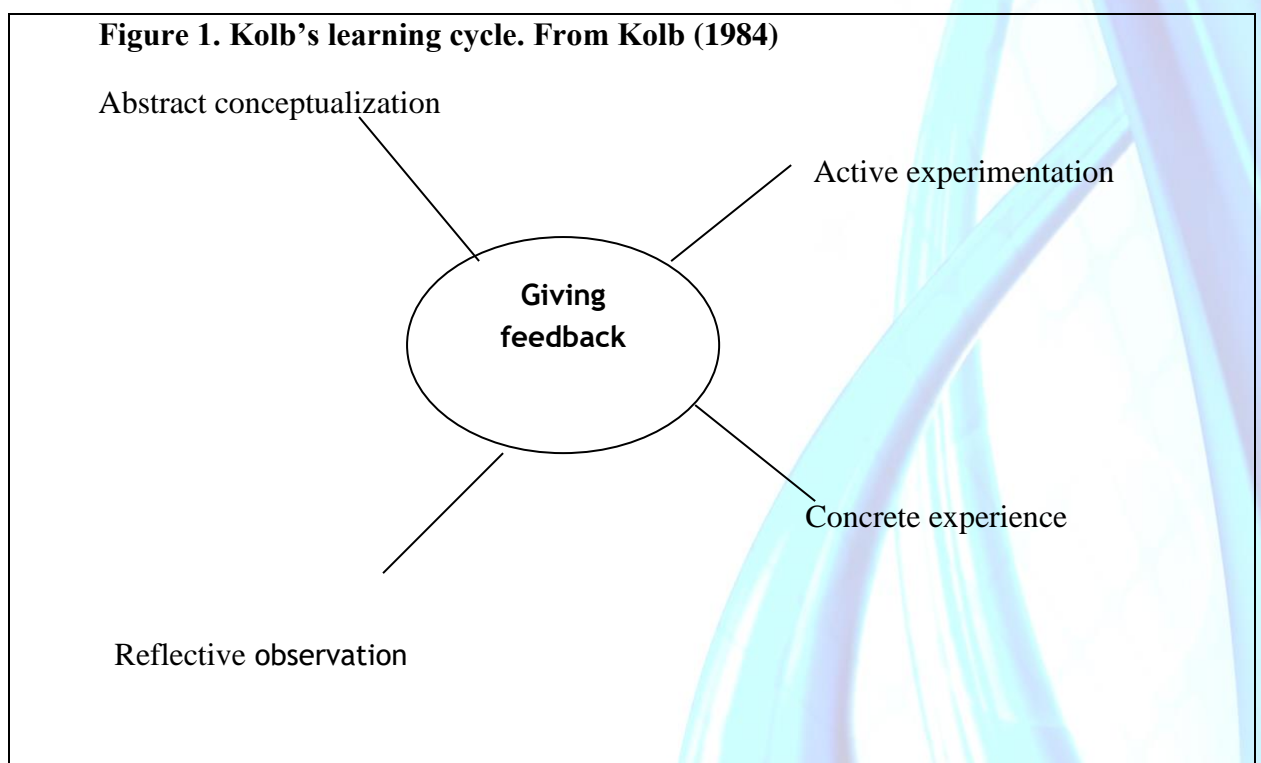 Figure 1. Kolb’s learning cycle. From Kolb (1984)
Abstract conceptualization
Active experimentation
Giving
feedback
Concrete experience
Reflective observation